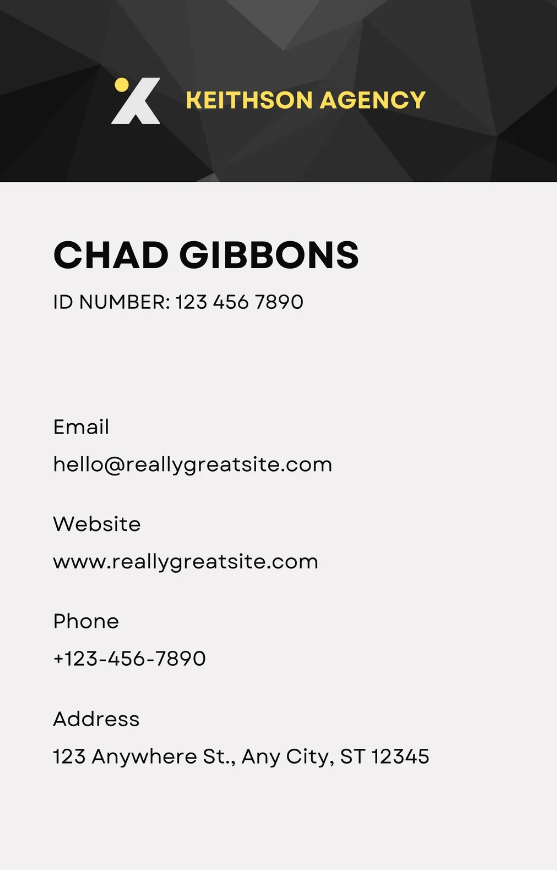 KEITHSON AGENCY
CHAD GIBBONS
ID NUMBER: 123 456 7890
Email
hello@reallygreatsite.com
Website
www.reallygreatsite.com
Phone
+123-456-7890
Address
123 Anywhere St., Any City, ST 12345